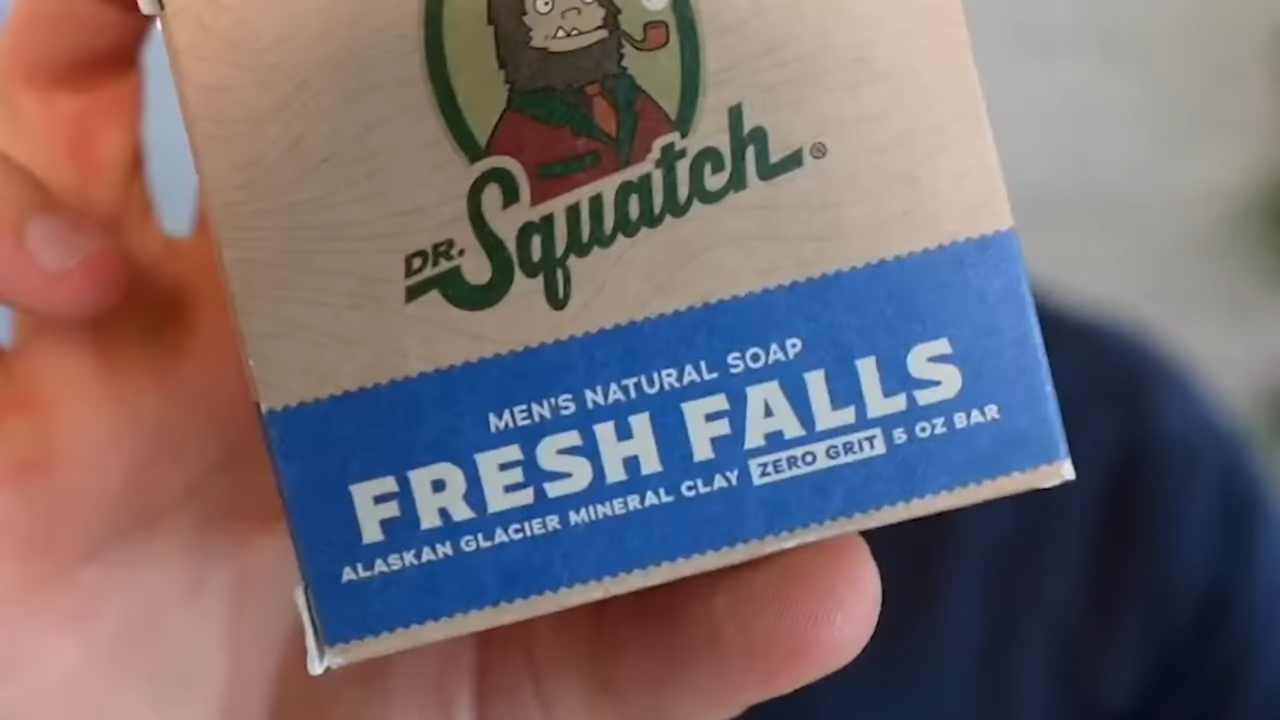 DR. Squatch®
MEN'S NATURAL SOAP
FRESH FALLS
ALASKAN GLACIER MINERAL CLAY ZERO GRIT 5 OZ BAR